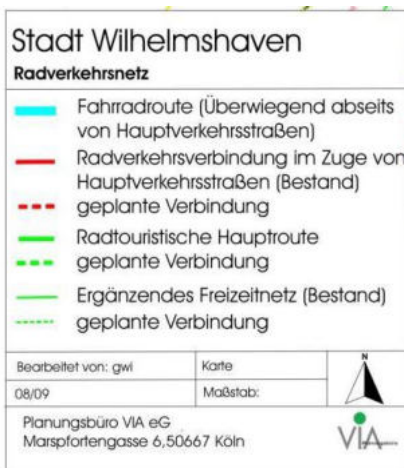 Stadt Wilhelmshaven
Radverkehrsnetz
Fahrradroute (Überwiegend abseits
von Hauptverkehrsstraßen)
Radverkehrsverbindung im Zuge von
Hauptverkehrsstraßen (Bestand)
geplante Verbindung
Radtouristische Hauptroute
geplante Verbindung
Ergänzendes Freizeitnetz (Bestand)
geplante Verbindung
Bearbeitet von: gwi
Karte
N
08/09
Maßstab:
Planungsbüro VIA eG
Marspfortengasse 6,50667 Köln
VIA